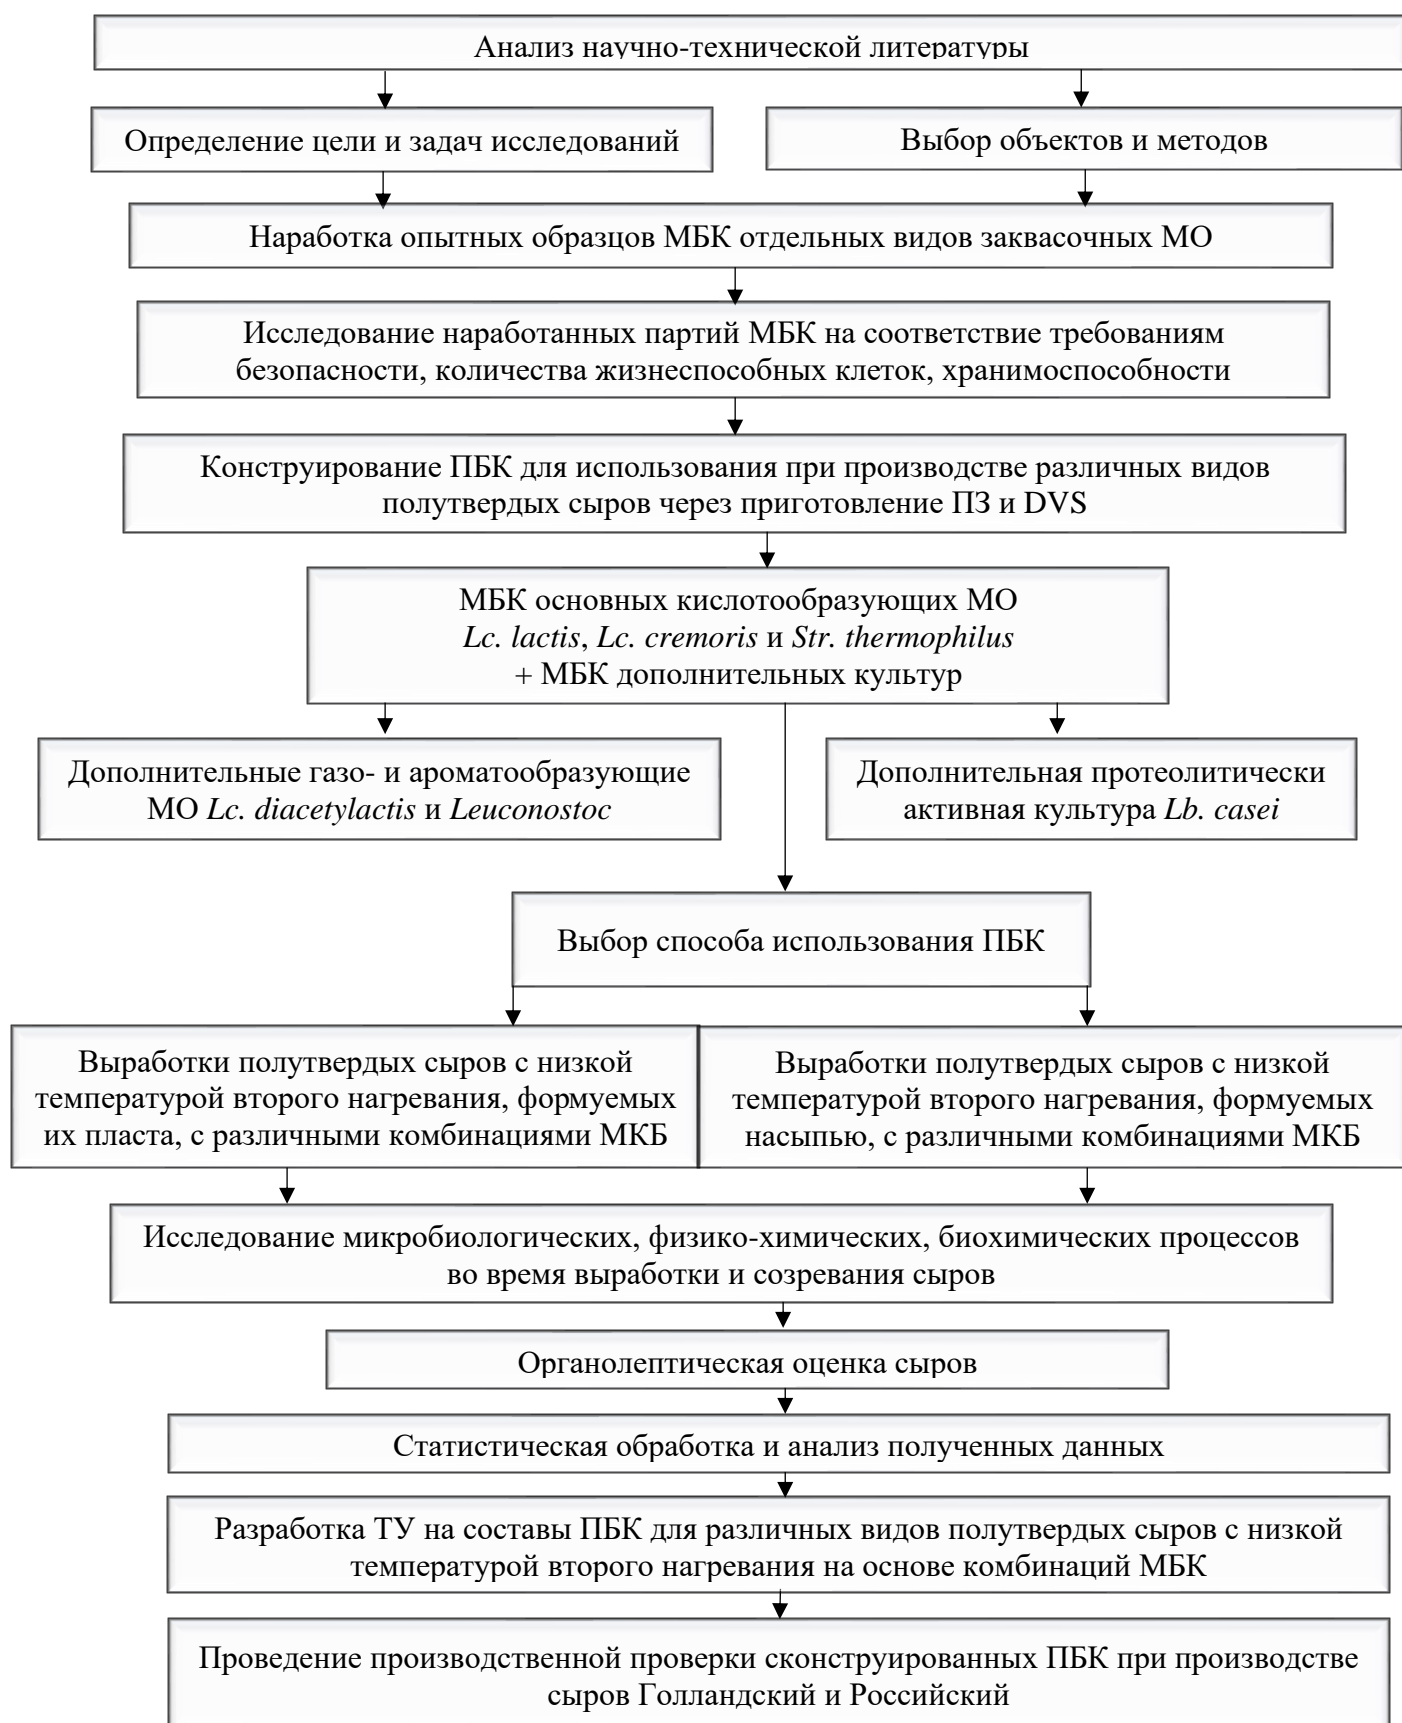 Анализ научно-технической литературы
Определение цели и задач исследований
Выбор объектов и методов
Наработка опытных образцов МБК отдельных видов заквасочных МО
Исследование наработанных партий МБК на соответствие требованиям
безопасности, количества жизнеспособных клеток, хранимоспособности
Конструирование ПБК для использования при производстве различных видов
полутвердых сыров через приготовление ПЗ и DVS
МБК основных кислотообразующих МО
Lc. lactis, Lc. cremoris и Str. thermophilus
+ МБК дополнительных культур
Дополнительные газо- и ароматообразующие
МО Lc. diacetylactis и Leuconostoc
Дополнительная протеолитически
активная культура Lb. casei
Выбор способа использования ПБК
Выработки полутвердых сыров с низкой
температурой второго нагревания, формуемых
их пласта, с различными комбинациями МКБ
Выработки полутвердых сыров с низкой
температурой второго нагревания, формуемых
насыпью, с различными комбинациями МКБ
Исследование микробиологических, физико-химических, биохимических процессов
во время выработки и созревания сыров
Органолептическая оценка сыров
Статистическая обработка и анализ полученных данных
Разработка ТУ на составы ПБК для различных видов полутвердых сыров с низкой
температурой второго нагревания на основе комбинаций МБК
Проведение производственной проверки сконструированных ПБК при производстве
сыров Голландский и Российский